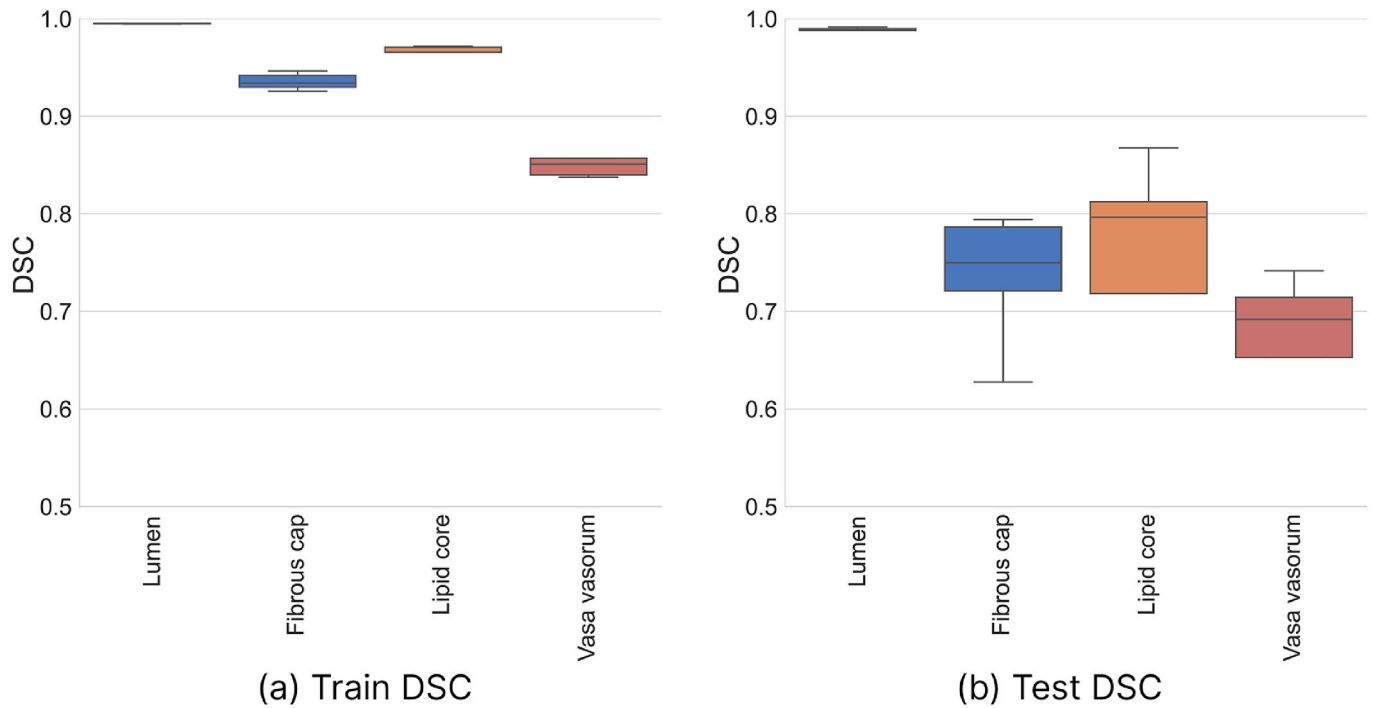 1.0
0.9
0.8
0.7
0.6
0.5
DSC
Lumen
Fibrous cap
Lipid core
Vasa vasorum
(a) Train DSC
1.0
0.9
0.8
0.7
0.6
0.5
DSC
Lumen
Fibrous cap
Lipid core
Vasa vasorum
(b) Test DSC